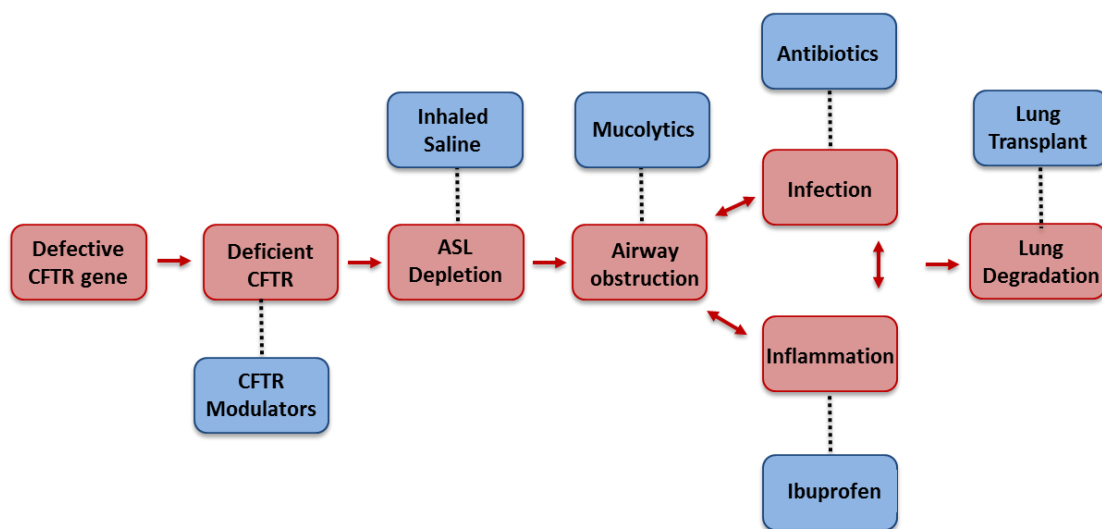 Antibiotics
Inhaled
Saline
Mucolytics
Lung
Transplant
Infection
Defective
CFTR gene
Deficient
CFTR
ASL
Depletion
Airway
obstruction
Lung
Degradation
Inflammation
CFTR
Modulators
Ibuprofen